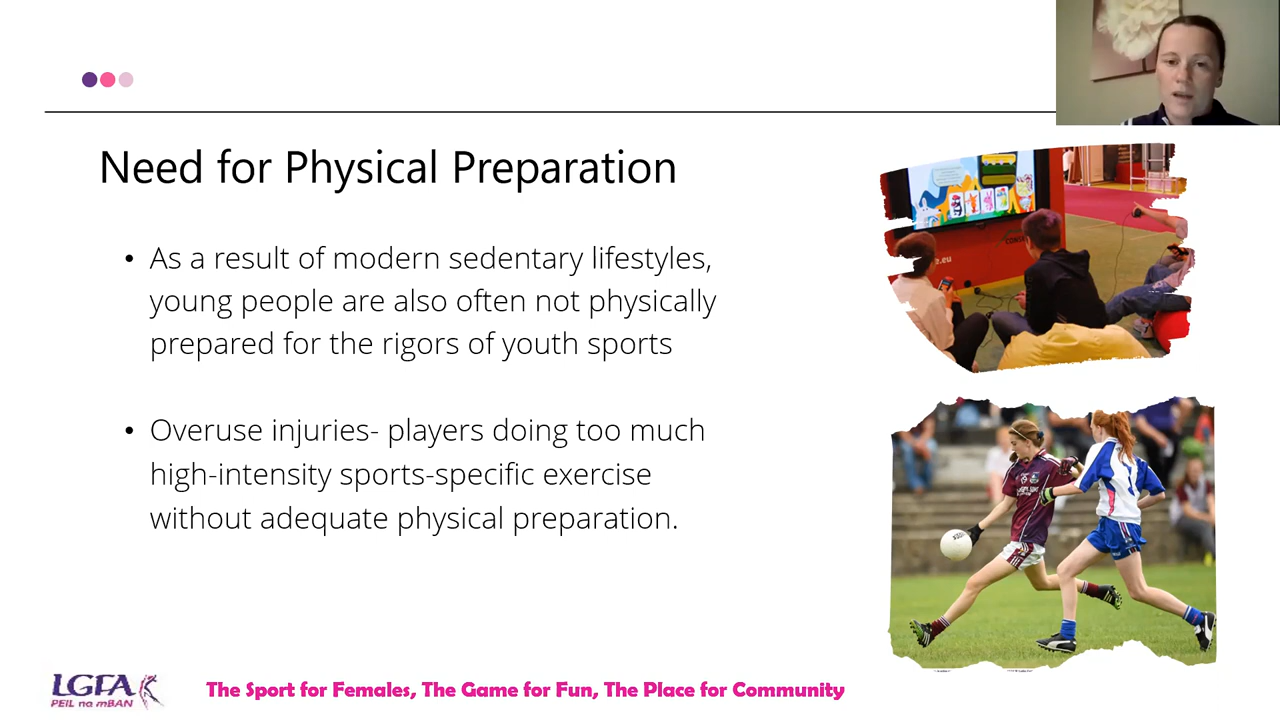 Need for Physical Preparation
• As a result of modern sedentary lifestyles,
young people are also often not physically
prepared for the rigors of youth sports
• Overuse injuries- players doing too much
high-intensity sports-specific exercise
without adequate physical preparation.
LGFA
PEIL na mBAN
The Sport for Females, The Game for Fun, The Place for Community